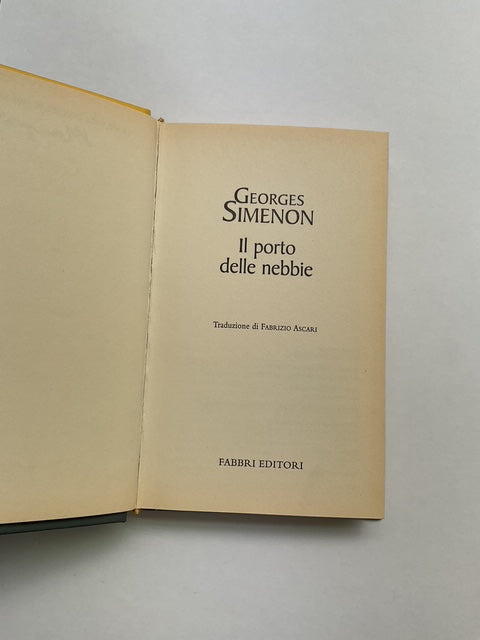 GEORGES
SIMENON
Il porto
delle nebbie
Traduzione di FABRIZIO ASCARI
FABBRI EDITORI